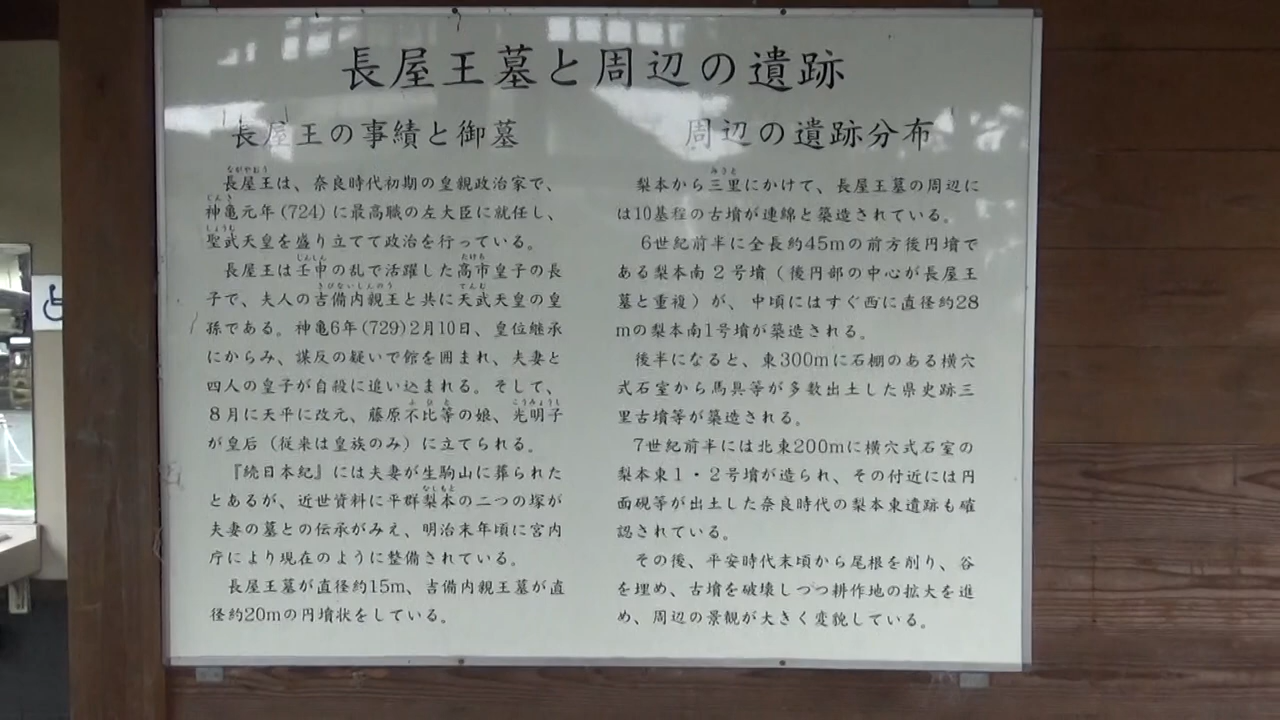 長屋王墓と周辺の遺跡
長屋王の事績と御墓
長屋王は、奈良時代初期の皇親政治家で、
神亀元年(724)に最高職の左大臣に就任し、
聖武天皇を盛り立てて政治を行っている。
長屋王は壬申の乱で活躍した高市皇子の長
子で、夫人の吉備内親王と共に天武天皇の皇
孫である。神亀6年(729)2月10日、皇位継承
にからみ、謀反の疑いで館を囲まれ、夫妻と
四人の皇子が自殺に追い込まれる。そして、
8月に天平に改元、藤原不比等の娘、光明子
が皇后（従来は皇族のみ）に立てられる。
『続日本紀』には夫妻が生駒山に葬られた
とあるが、近世資料に平群梨本の二つの塚が
夫妻の墓との伝承がみえ、明治末年頃に宮内
庁により現在のように整備されている。
長屋王墓が直径約15m、吉備内親王墓が直
径約20mの円墳状をしている。
周辺の遺跡分布
梨本から三里にかけて、長屋王墓の周辺に
は10基程の古墳が連綿と築造されている。
6世紀前半に全長約45mの前方後円墳で
ある梨本南２号墳（後円部の中心が長屋王
墓と重複）が、中頃にはすぐ西に直径約28
mの梨本南1号墳が築造される。
後半になると、東300mに石棚のある横穴
式石室から馬具等が多数出土した県史跡三
里古墳等が築造される。
7世紀前半には北東200mに横穴式石室の
梨本東１・２号墳が造られ、その付近には円
面硯等が出土した奈良時代の梨本東遺跡も確
認されている。
その後、平安時代末頃から尾根を削り、谷
を埋め、古墳を破壊しつつ耕作地の拡大を進
め、周辺の景観が大きく変貌している。